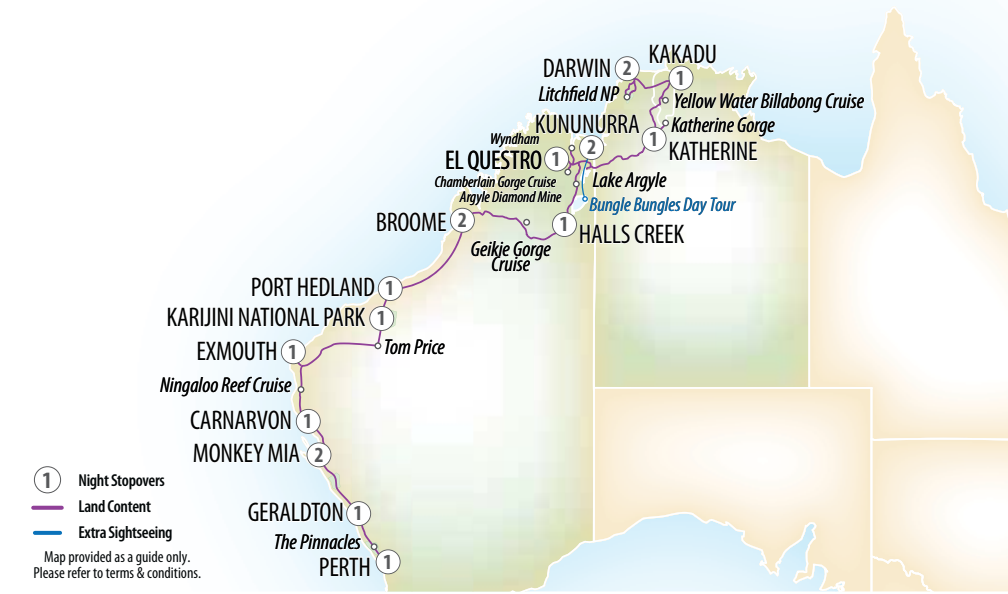 KAKADU
1
DARWIN 2
Litchfield NP
Yellow Water Billabong Cruise
Katherine Gorge
KUNUNURRA
2
1
KATHERINE
Wyndham
EL QUESTRO 1
Chamberlain Gorge Cruise
Lake Argyle
Argyle Diamond Mine
Bungle Bungles Day Tour
BROOME 2
1
HALLS CREEK
Geikie Gorge
Cruise
PORT HEDLAND 1
KARIJINI NATIONAL PARK 1
Tom Price
EXMOUTH 1
Ningaloo Reef Cruise
CARNARVON 1
MONKEY MIA 2
GERALDTON 1
The Pinnacles
PERTH 1
1 Night Stopovers
Land Content
Extra Sightseeing
Map provided as a guide only.
Please refer to terms & conditions.